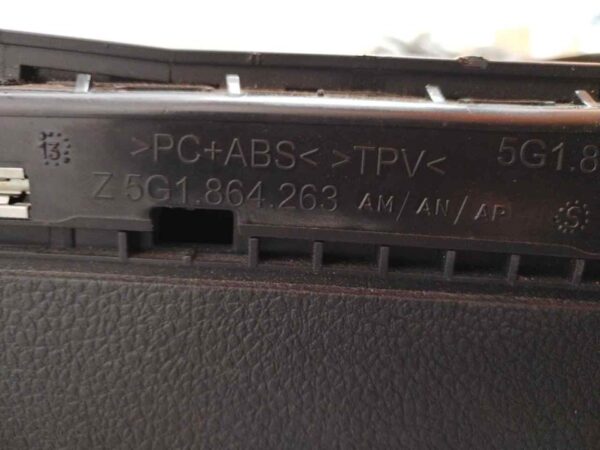 13 >PC+ABS< >TPV< 5G1.8
Z 5G1.864.263 AM/AN/AP S